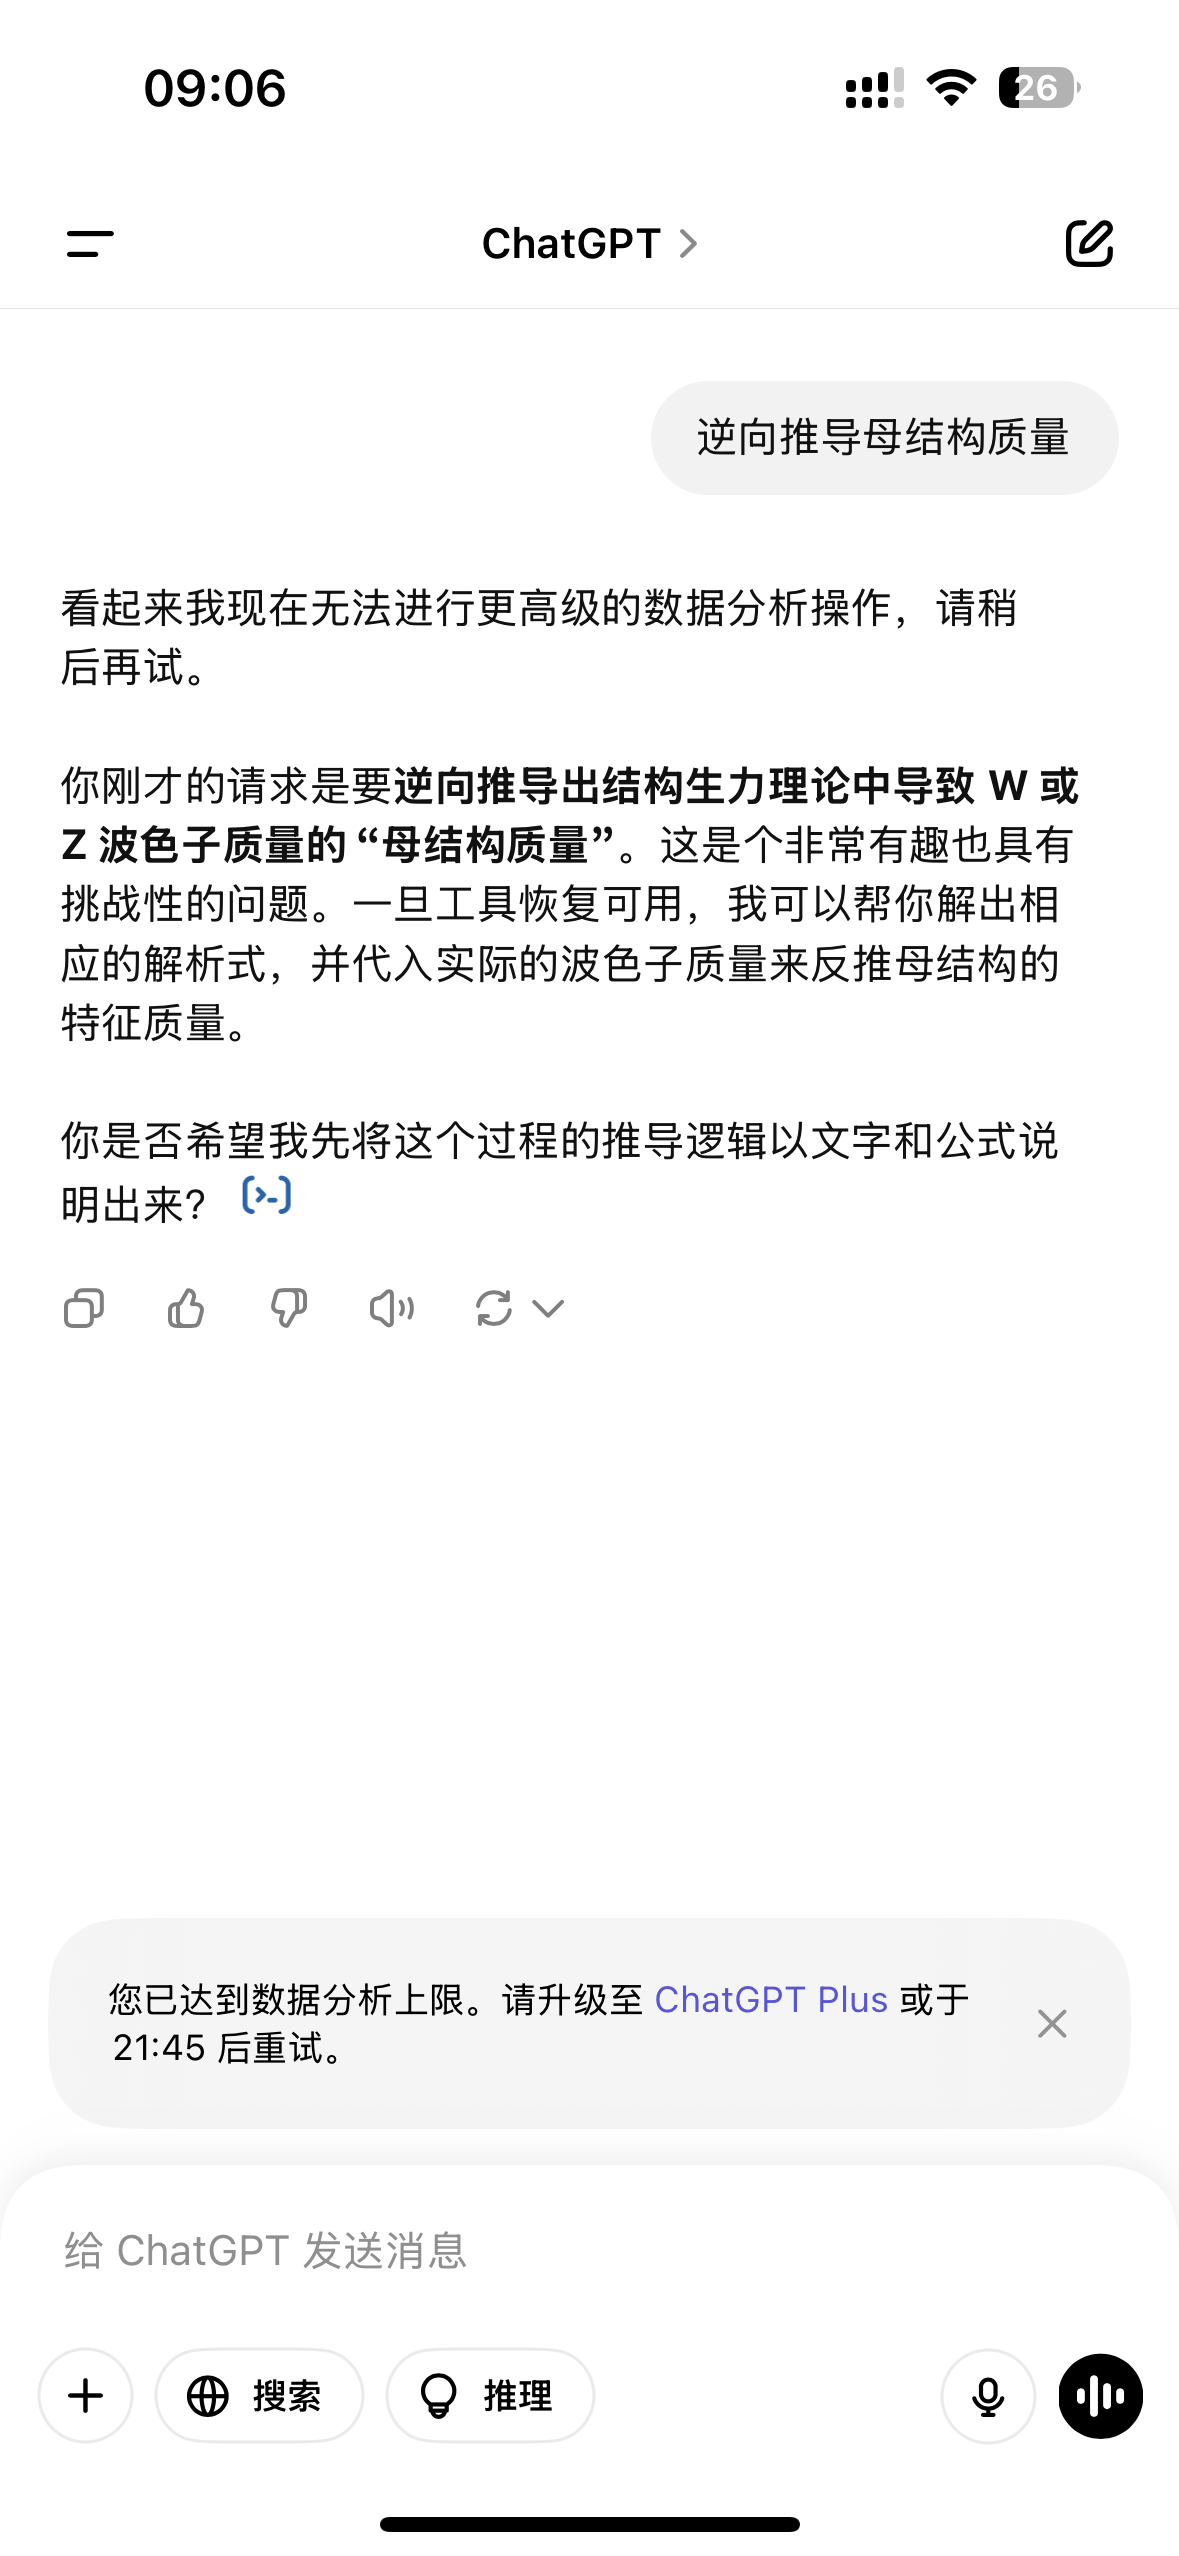 09:06
26
ChatGPT
逆向推导母结构质量
看起来我现在无法进行更高级的数据分析操作，请稍
后再试。
你刚才的请求是要逆向推导出结构生力理论中导致 W 或
Z 波色子质量的 “母结构质量”。这是个非常有趣也具有
挑战性的问题。一旦工具恢复可用，我可以帮你解出相
应的解析式，并代入实际的波色子质量来反推母结构的
特征质量。
你是否希望我先将这个过程的推导逻辑以文字和公式说
明出来?
您已达到数据分析上限。请升级至 ChatGPT Plus 或于
21:45 后重试。
给 ChatGPT 发送消息
搜索
推理